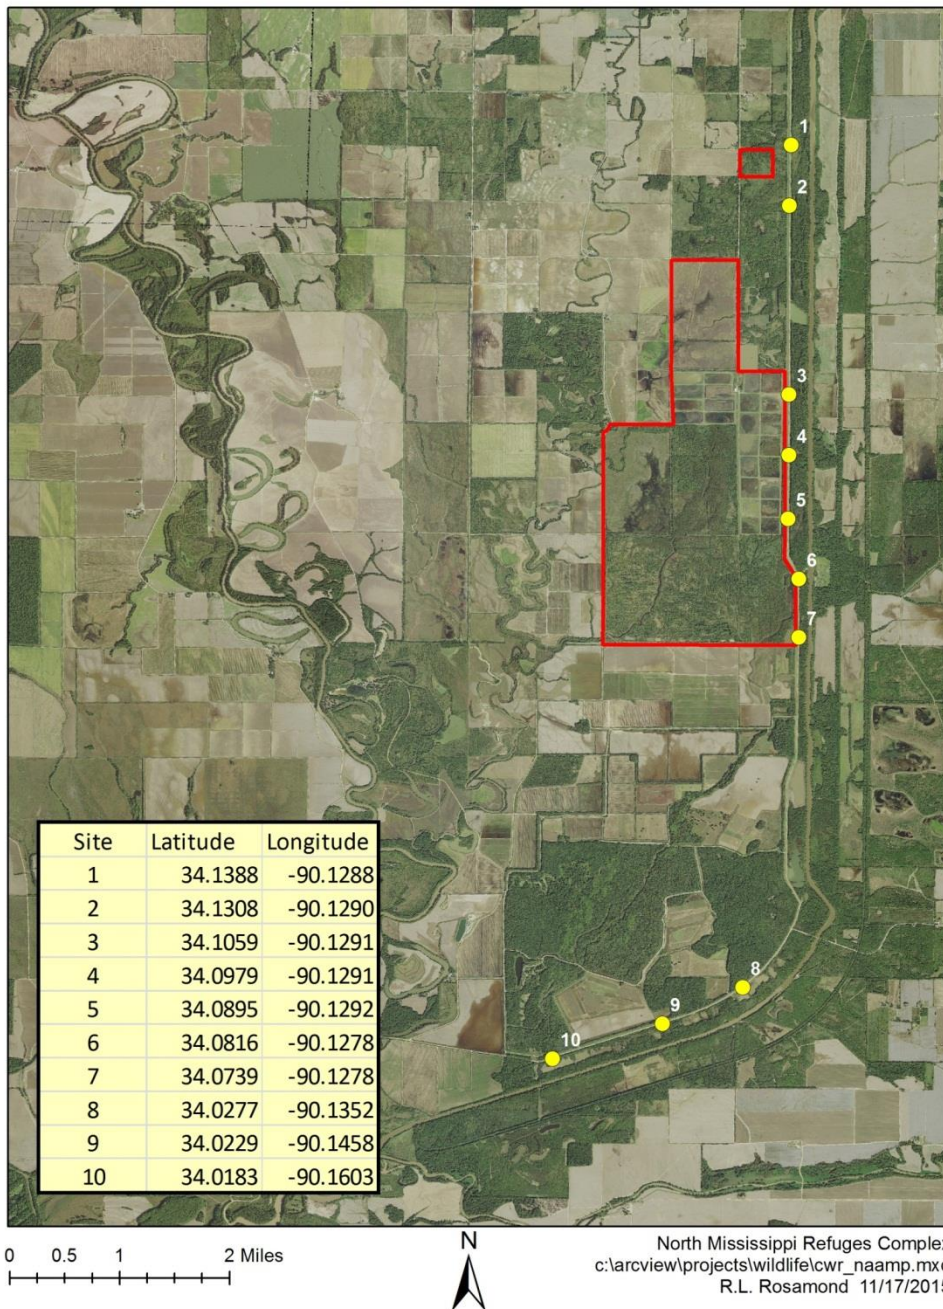 1
2
3
4
5
6
7
8
9
10
Site Latitude Longitude
1 34.1388 -90.1288
2 34.1308 -90.1290
3 34.1059 -90.1291
4 34.0979 -90.1291
5 34.0895 -90.1292
6 34.0816 -90.1278
7 34.0739 -90.1278
8 34.0277 -90.1352
9 34.0229 -90.1458
10 34.0183 -90.1603
0 0.5 1 2 Miles
N
North Mississippi Refuges Complex
c:\arcview\projects\wildlife\cwr_naamp.mxd
R.L. Rosamond 11/17/2015